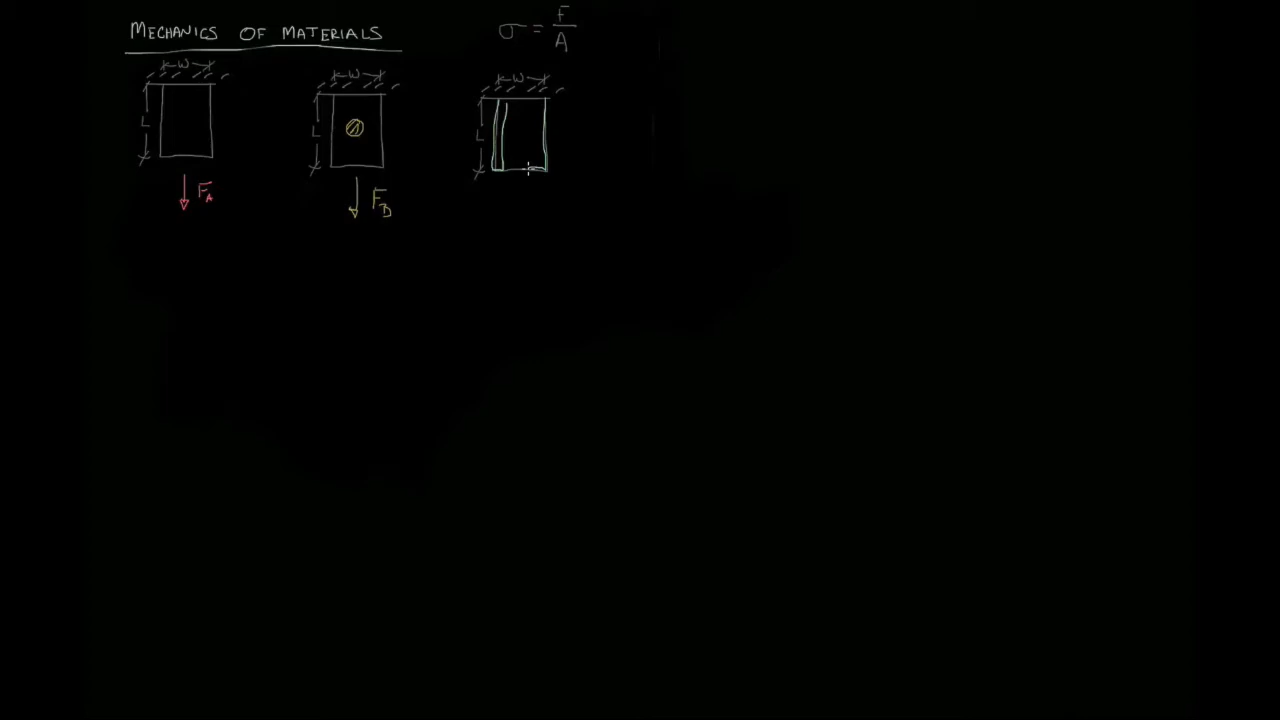 MECHANICS OF MATERIALS
σ = F / A
W
L
F_A
W
L
F_B
W
L